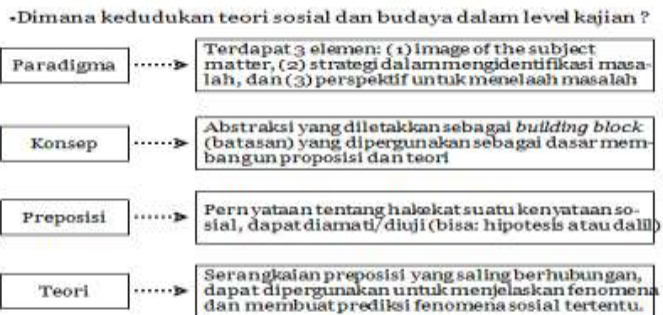 •Dimana kedudukan teori sosial dan budaya dalam level kajian ?
Paradigma
Terdapat 3 elemen: (1) image of the subject
matter, (2) strategi dalammengidentifikasi masa-
lah, dan (3) perspektif untuk menelaah masalah
Konsep
Abstraksi yang diletakkan sebagai building block
(batasan) yang dipergunakan sebagai dasar mem-
bangun proposisi dan teori
Preposisi
Pernyataan tentang hakekat suatu kenyataan so-
sial, dapat diamati/diuji (bisa: hipotesis atau dalil)
Teori
Serangkaian preposisi yang saling berhubungan,
dapat dipergunakan untuk menjelaskan fenomena
dan membuat prediksi fenomena sosial tertentu.